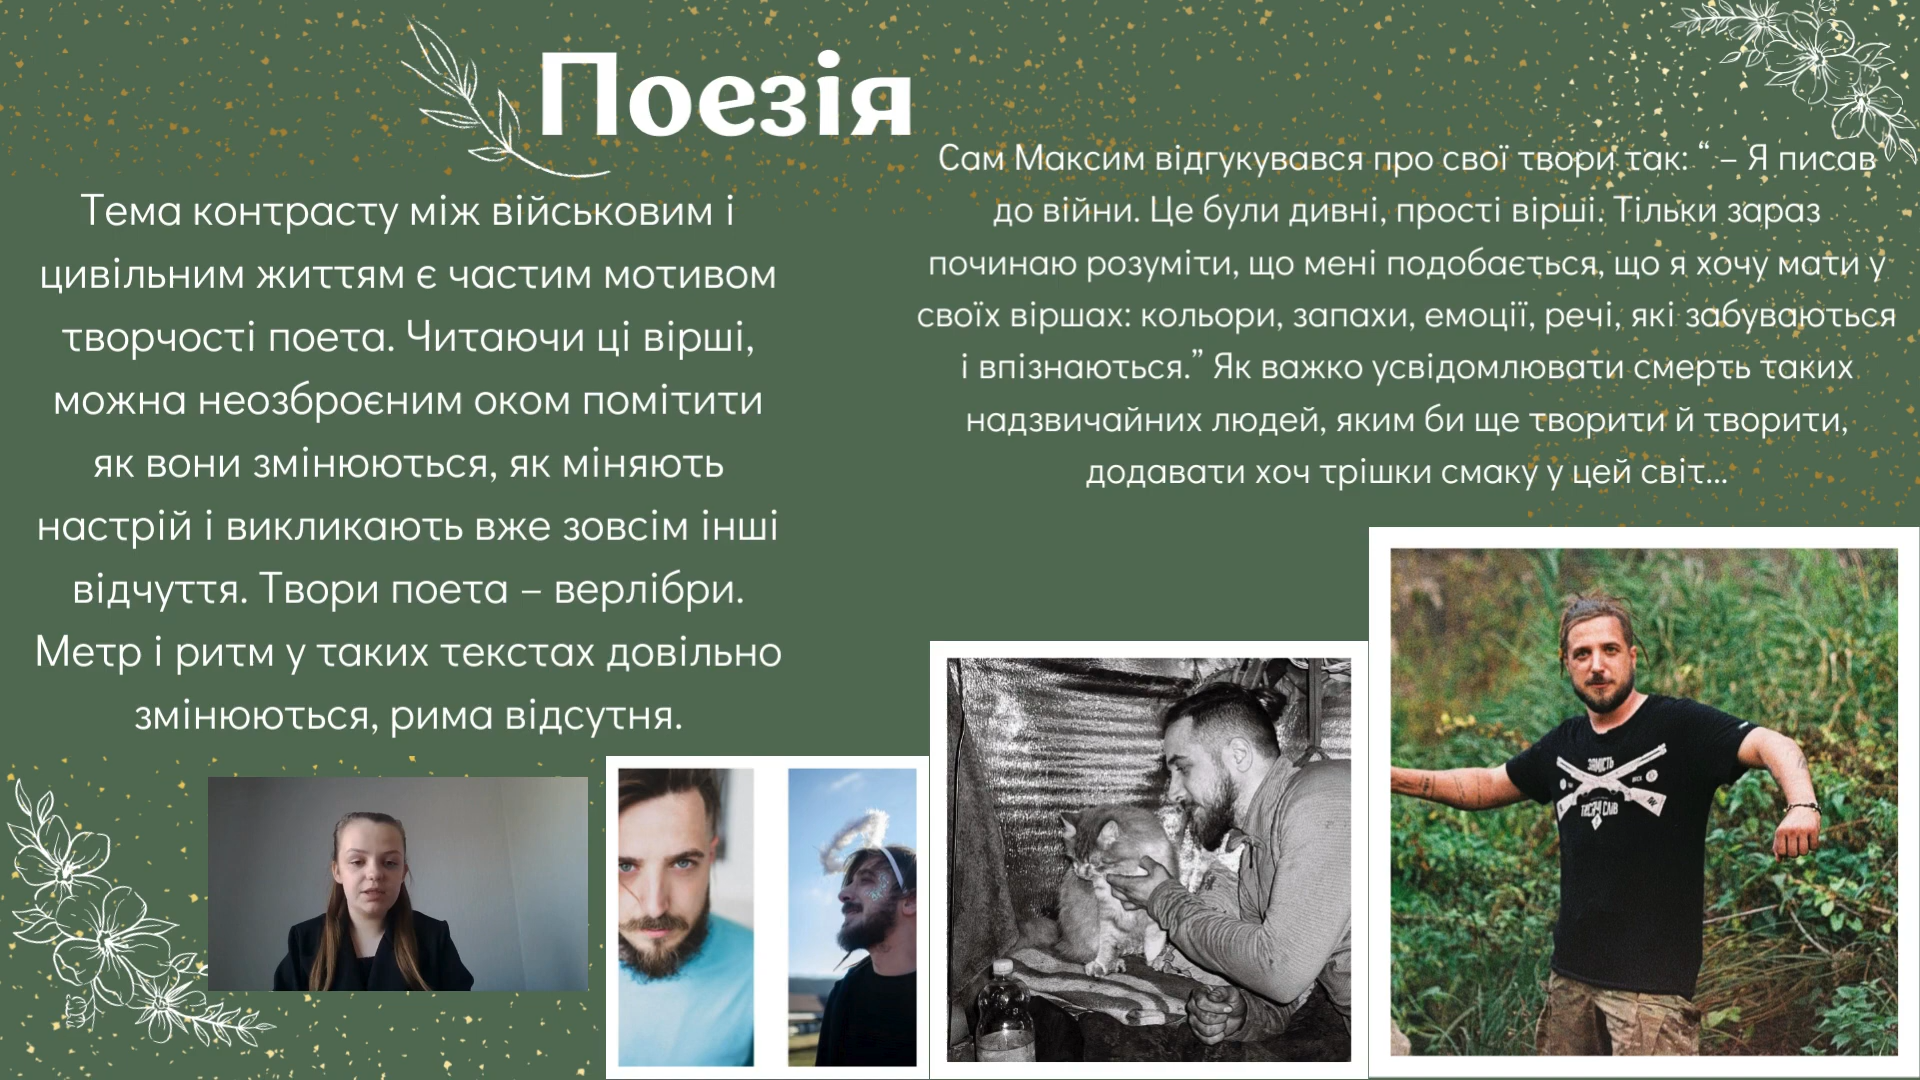 Поезія
Тема контрасту між військовим і
цивільним життям є частим мотивом
творчості поета. Читаючи ці вірші,
можна неозброєним оком помітити
як вони змінюються, як міняють
настрій і викликають вже зовсім інші
відчуття. Твори поета – верлібри.
Метр і ритм у таких текстах довільно
змінюються, рима відсутня.
Сам Максим відгукувався про свої твори так: “ – Я писав
до війни. Це були дивні, прості вірші. Тільки зараз
починаю розуміти, що мені подобається, що я хочу мати у
своїх віршах: кольори, запахи, емоції, речі, які забуваються
і впізнаються.” Як важко усвідомлювати смерть таких
надзвичайних людей, яким би ще творити й творити,
додавати хоч трішки смаку у цей світ...
ЗАМІСТЬ
ТИСЯЧІ СЛІВ